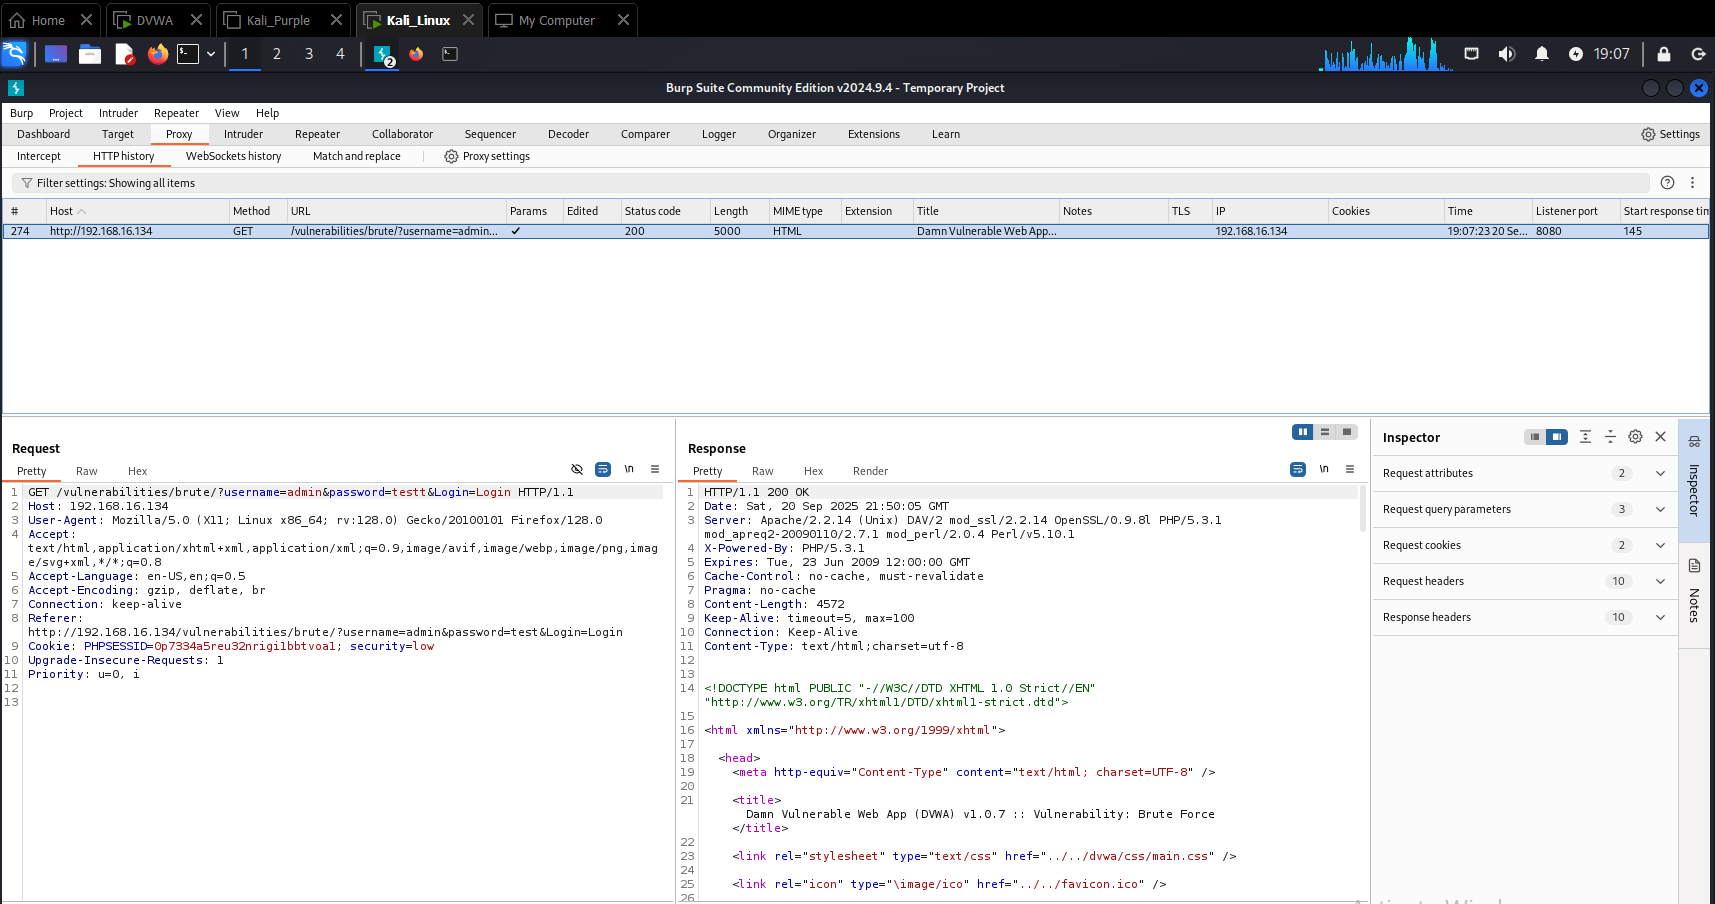 Home DVWA Kali_Purple Kali_Linux My Computer
1 2 3 4 2 19:07
Burp Suite Community Edition v2024.9.4 - Temporary Project
Burp Project Intruder Repeater View Help
Dashboard Target Proxy Intruder Repeater Collaborator Sequencer Decoder Comparer Logger Organizer Extensions Learn Settings
Intercept HTTP history WebSockets history Match and replace Proxy settings
Filter settings: Showing all items
# Host Method URL Params Edited Status code Length MIME type Extension Title Notes TLS IP Cookies Time Listener port Start response tim
274 http://192.168.16.134 GET /vulnerabilities/brute/?username=admin... ✓ 200 5000 HTML Damn Vulnerable Web App... 192.168.16.134 19:07:23 20 Se... 8080 145
Request
Pretty Raw Hex \n
1 GET /vulnerabilities/brute/?username=admin&password=testt&Login=Login HTTP/1.1
2 Host: 192.168.16.134
3 User-Agent: Mozilla/5.0 (X11; Linux x86_64; rv:128.0) Gecko/20100101 Firefox/128.0
4 Accept:
text/html,application/xhtml+xml,application/xml;q=0.9,image/avif,image/webp,image/png,imag
e/svg+xml,*/*;q=0.8
5 Accept-Language: en-US,en;q=0.5
6 Accept-Encoding: gzip, deflate, br
7 Connection: keep-alive
8 Referer:
http://192.168.16.134/vulnerabilities/brute/?username=admin&password=test&Login=Login
9 Cookie: PHPSESSID=0p7334a5reu32nrigi1bbtvoa1; security=low
10 Upgrade-Insecure-Requests: 1
11 Priority: u=0, i
12
13
Response
Pretty Raw Hex Render \n
1 HTTP/1.1 200 OK
2 Date: Sat, 20 Sep 2025 21:50:05 GMT
3 Server: Apache/2.2.14 (Unix) DAV/2 mod_ssl/2.2.14 OpenSSL/0.9.8l PHP/5.3.1
mod_apreq2-20090110/2.7.1 mod_perl/2.0.4 Perl/v5.10.1
4 X-Powered-By: PHP/5.3.1
5 Expires: Tue, 23 Jun 2009 12:00:00 GMT
6 Cache-Control: no-cache, must-revalidate
7 Pragma: no-cache
8 Content-Length: 4572
9 Keep-Alive: timeout=5, max=100
10 Connection: Keep-Alive
11 Content-Type: text/html;charset=utf-8
12
13
14 <!DOCTYPE html PUBLIC "-//W3C//DTD XHTML 1.0 Strict//EN"
"http://www.w3.org/TR/xhtml1/DTD/xhtml1-strict.dtd">
15
16 <html xmlns="http://www.w3.org/1999/xhtml">
17
18 <head>
19 <meta http-equiv="Content-Type" content="text/html; charset=UTF-8" />
20
21 <title>
Damn Vulnerable Web App (DVWA) v1.0.7 :: Vulnerability: Brute Force
</title>
22
23 <link rel="stylesheet" type="text/css" href="../../dvwa/css/main.css" />
24
25 <link rel="icon" type="\image/ico" href="../../favicon.ico" />
26
Inspector
Request attributes 2
Request query parameters 3
Request cookies 2
Request headers 10
Response headers 10
Inspector
Notes